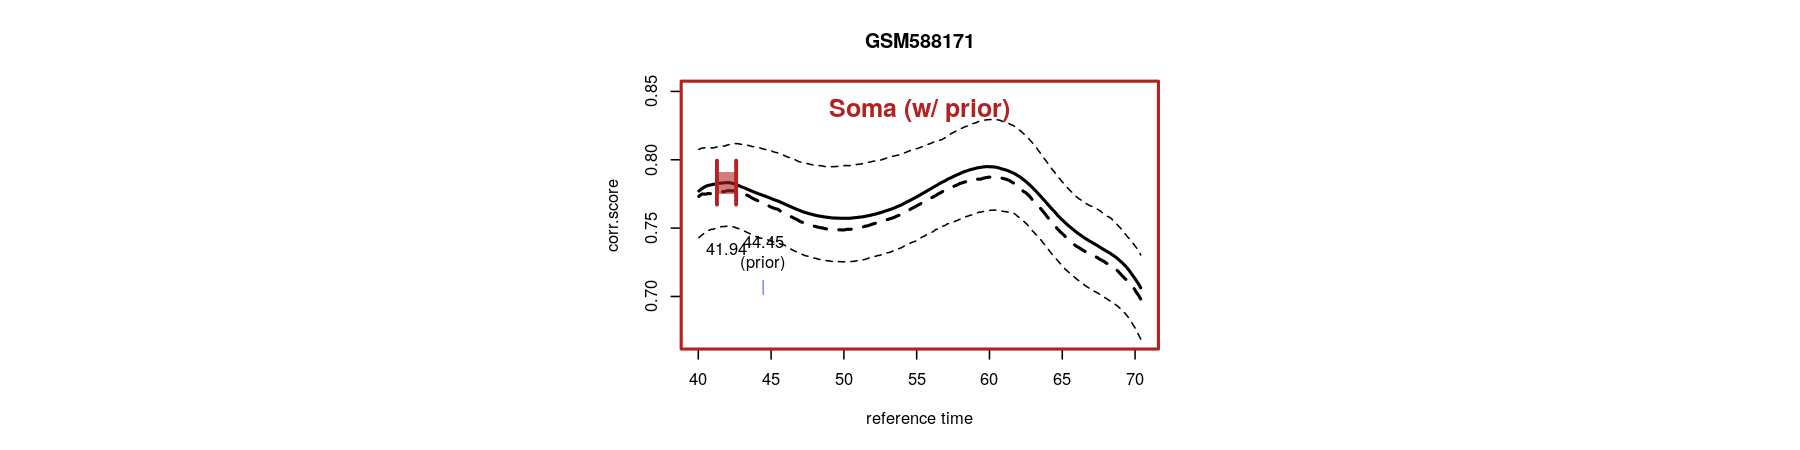 GSM588171
Soma (w/ prior)
corr.score
0.85
0.80
0.75
0.70
41.94
44.45
(prior)
40 45 50 55 60 65 70
reference time